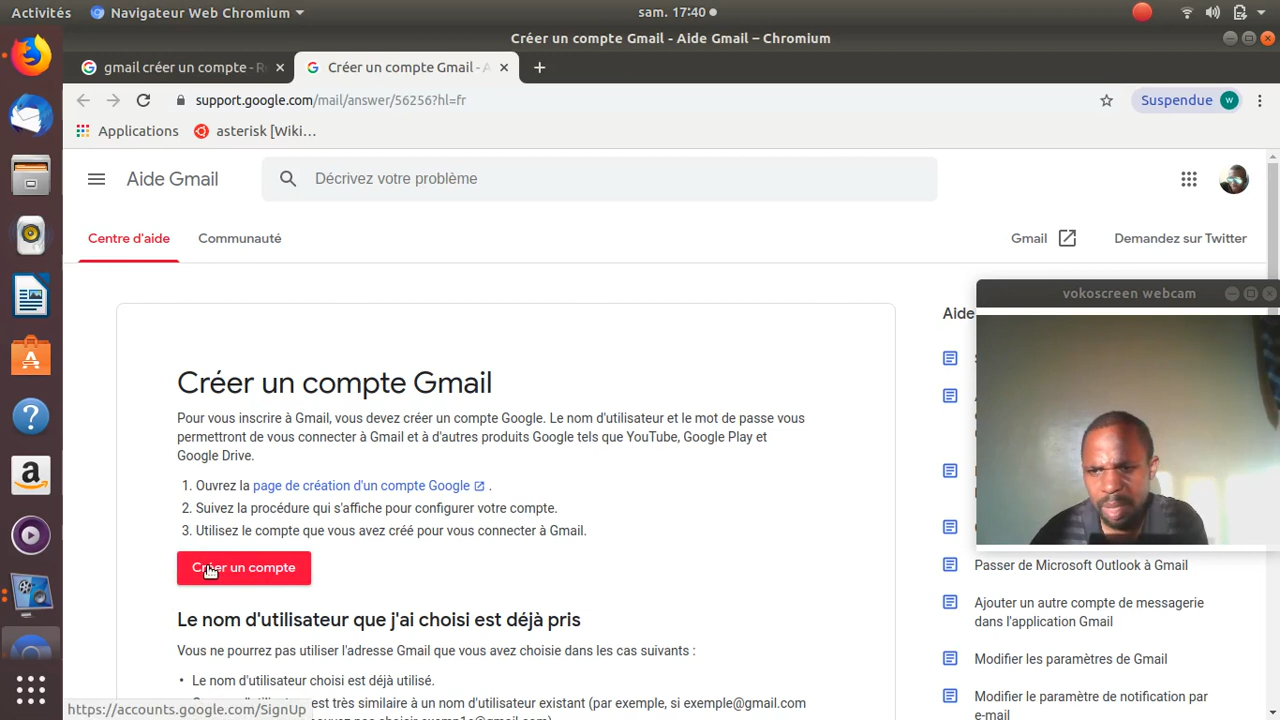 Activités
Navigateur Web Chromium
sam. 17:40
Créer un compte Gmail - Aide Gmail – Chromium
gmail créer un compte - R
Créer un compte Gmail - A
support.google.com/mail/answer/56256?hl=fr
Suspendue
W
Applications
asterisk [Wiki…
Aide Gmail
Décrivez votre problème
Centre d'aide
Communauté
Gmail
Demandez sur Twitter
vokoscreen webcam
Aide
Créer un compte Gmail
Pour vous inscrire à Gmail, vous devez créer un compte Google. Le nom d'utilisateur et le mot de passe vous
permettront de vous connecter à Gmail et à d'autres produits Google tels que YouTube, Google Play et
Google Drive.
1. Ouvrez la page de création d'un compte Google .
2. Suivez la procédure qui s'affiche pour configurer votre compte.
3. Utilisez le compte que vous avez créé pour vous connecter à Gmail.
Créer un compte
Le nom d'utilisateur que j'ai choisi est déjà pris
Vous ne pourrez pas utiliser l'adresse Gmail que vous avez choisie dans les cas suivants :
• Le nom d'utilisateur choisi est déjà utilisé.
est très similaire à un nom d'utilisateur existant (par exemple, si exemple@gmail.com
Passer de Microsoft Outlook à Gmail
Ajouter un autre compte de messagerie
dans l'application Gmail
Modifier les paramètres de Gmail
Modifier le paramètre de notification par
e-mail
https://accounts.google.com/SignUp